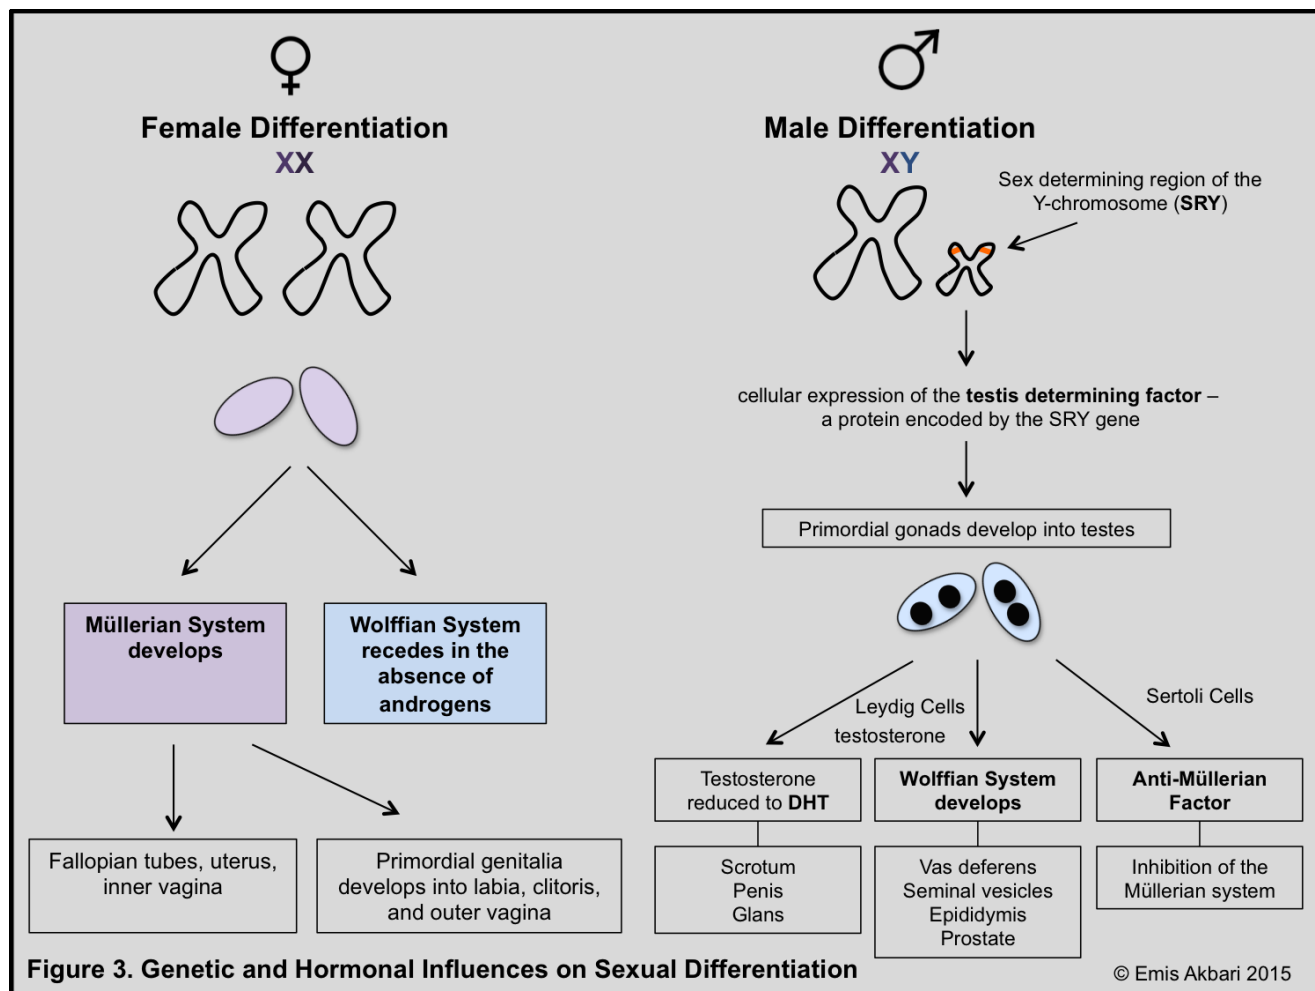 Female Differentiation
XX
Müllerian System
develops
Wolffian System
recedes in the
absence of
androgens
Fallopian tubes, uterus,
inner vagina
Primordial genitalia
develops into labia, clitoris,
and outer vagina
Male Differentiation
XY
Sex determining region of the
Y-chromosome (SRY)
cellular expression of the testis determining factor –
a protein encoded by the SRY gene
Primordial gonads develop into testes
Leydig Cells
testosterone
Sertoli Cells
Testosterone
reduced to DHT
Scrotum
Penis
Glans
Wolffian System
develops
Vas deferens
Seminal vesicles
Epididymis
Prostate
Anti-Müllerian
Factor
Inhibition of the
Müllerian system
Figure 3. Genetic and Hormonal Influences on Sexual Differentiation
© Emis Akbari 2015